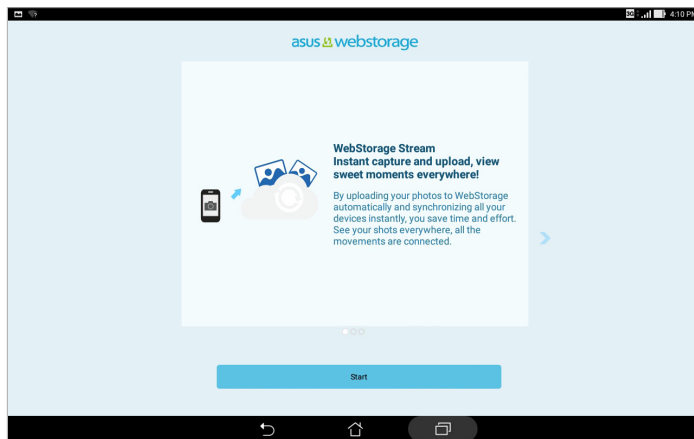 3G 4:10 PM
asus webstorage
WebStorage Stream
Instant capture and upload, view
sweet moments everywhere!
By uploading your photos to WebStorage
automatically and synchronizing all your
devices instantly, you save time and effort.
See your shots everywhere, all the
movements are connected.
Start